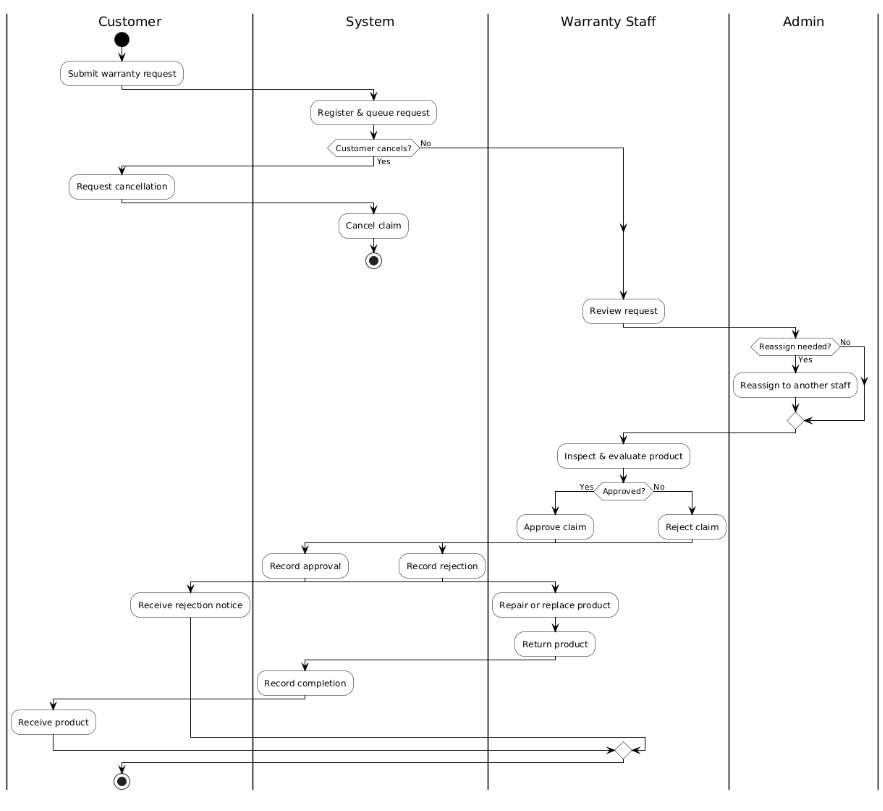 Customer
System
Warranty Staff
Admin
Submit warranty request
Register & queue request
Customer cancels?
No
Yes
Request cancellation
Cancel claim
Review request
Reassign needed?
No
Yes
Reassign to another staff
Inspect & evaluate product
Yes
Approved?
No
Approve claim
Reject claim
Record approval
Record rejection
Receive rejection notice
Repair or replace product
Return product
Record completion
Receive product